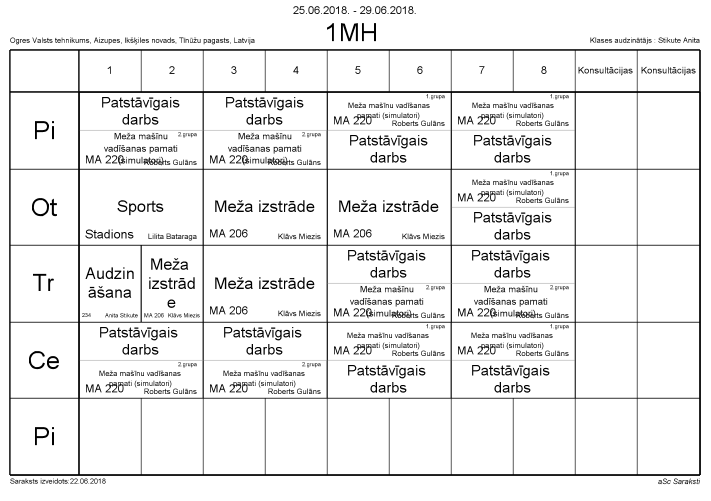 25.06.2018. - 29.06.2018.
1MH
Ogres Valsts tehnikums, Aizupes, Ikšķiles novads, Tīnūžu pagasts, Latvija
Klases audzinātājs : Stikute Anita
1 2 3 4 5 6 7 8 Konsultācijas Konsultācijas
Pi
Patstāvīgais
darbs
2.grupa
Meža mašīnu
vadīšanas pamati
(simulatori)
MA 220 Roberts Gulāns
Patstāvīgais
darbs
2.grupa
Meža mašīnu
vadīšanas pamati
(simulatori)
MA 220 Roberts Gulāns
1.grupa
Meža mašīnu vadīšanas
pamati (simulatori)
MA 220 Roberts Gulāns
Patstāvīgais
darbs
1.grupa
Meža mašīnu vadīšanas
pamati (simulatori)
MA 220 Roberts Gulāns
Patstāvīgais
darbs
Ot
Sports
Stadions Lilita Bataraga
Meža izstrāde
MA 206 Klāvs Miezis
Meža izstrāde
MA 206 Klāvs Miezis
1.grupa
Meža mašīnu vadīšanas
pamati (simulatori)
MA 220 Roberts Gulāns
Patstāvīgais
darbs
Tr
Audzin
āšana
234 Anita Stikute
Meža
izstrād
e
MA 206 Klāvs Miezis
Meža izstrāde
MA 206 Klāvs Miezis
Patstāvīgais
darbs
2.grupa
Meža mašīnu
vadīšanas pamati
(simulatori)
MA 220 Roberts Gulāns
Patstāvīgais
darbs
2.grupa
Meža mašīnu
vadīšanas pamati
(simulatori)
MA 220 Roberts Gulāns
Ce
Patstāvīgais
darbs
2.grupa
Meža mašīnu vadīšanas
pamati (simulatori)
MA 220 Roberts Gulāns
Patstāvīgais
darbs
2.grupa
Meža mašīnu vadīšanas
pamati (simulatori)
MA 220 Roberts Gulāns
1.grupa
Meža mašīnu vadīšanas
pamati (simulatori)
MA 220 Roberts Gulāns
Patstāvīgais
darbs
1.grupa
Meža mašīnu vadīšanas
pamati (simulatori)
MA 220 Roberts Gulāns
Patstāvīgais
darbs
Pi
Saraksts izveidots:22.06.2018
aSc Saraksti